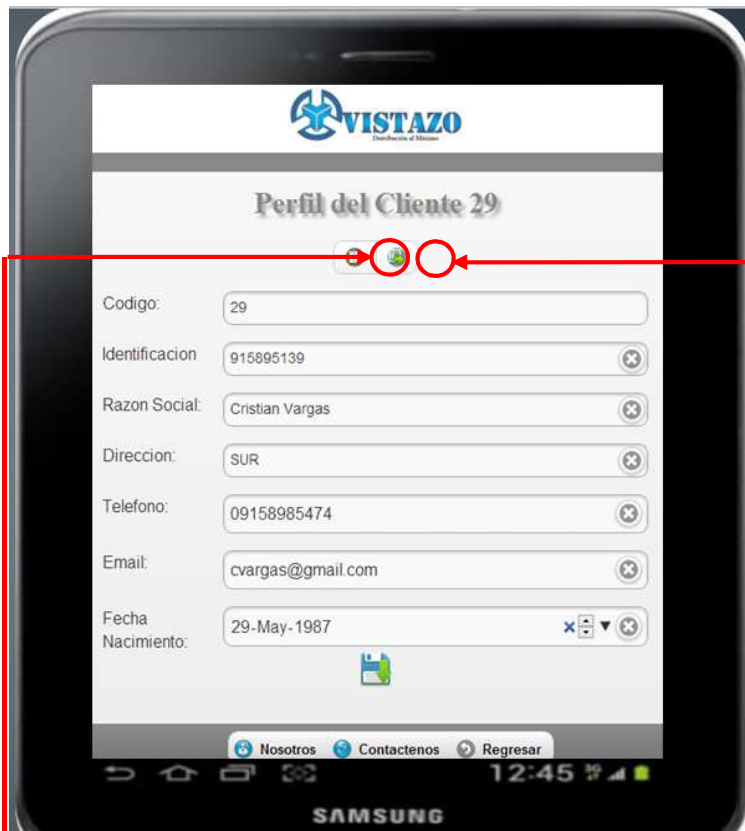 VISTAZO
Distribución al Máximo
Perfil del Cliente 29
Codigo:
29
Identificacion
915895139
Razon Social:
Cristian Vargas
Direccion:
SUR
Telefono:
09158985474
Email:
cvargas@gmail.com
Fecha
Nacimiento:
29-May-1987
Nosotros Contactenos Regresar
12:45 3G
SAMSUNG